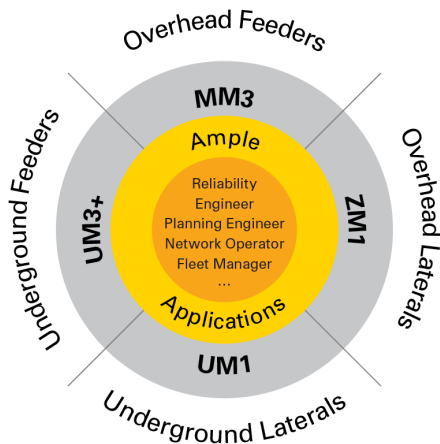 Overhead Feeders
MM3
Underground Feeders
UM3+
Ample
Reliability
Engineer
Planning Engineer
Network Operator
Fleet Manager
...
Applications
ZM1
Overhead Laterals
UM1
Underground Laterals